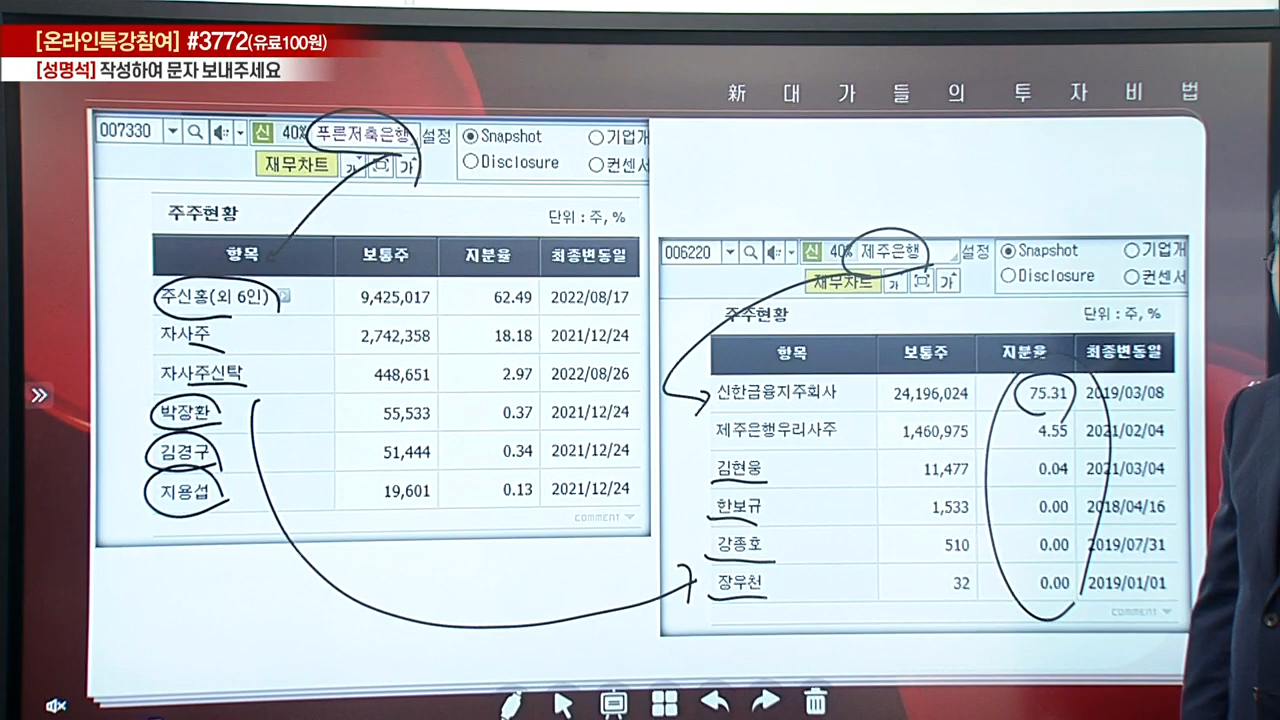 [온라인특강참여] #3772(유료100원)
[성명석] 작성하여 문자 보내주세요
新 대 가 들 의 투 자 비 법
007330 신 40% 푸른저축은행 설정 Snapshot 기업개
Disclosure 컨센서
재무차트 가 가
주주현황 단위 : 주, %
항목 보통주 지분율 최종변동일
주신홍(외 6인) 9,425,017 62.49 2022/08/17
자사주 2,742,358 18.18 2021/12/24
자사주신탁 448,651 2.97 2022/08/26
박장환 55,533 0.37 2021/12/24
김경구 51,444 0.34 2021/12/24
지용섭 19,601 0.13 2021/12/24
comment
006220 신 40% 제주은행 설정 Snapshot 기업개
재무차트 가 가 Disclosure 컨센서
주주현황 단위 : 주, %
항목 보통주 지분율 최종변동일
신한금융지주회사 24,196,024 75.31 2019/03/08
제주은행우리사주 1,460,975 4.55 2021/02/04
김현웅 11,477 0.04 2021/03/04
한보규 1,533 0.00 2018/04/16
강종호 510 0.00 2019/07/31
장우천 32 0.00 2019/01/01
comment